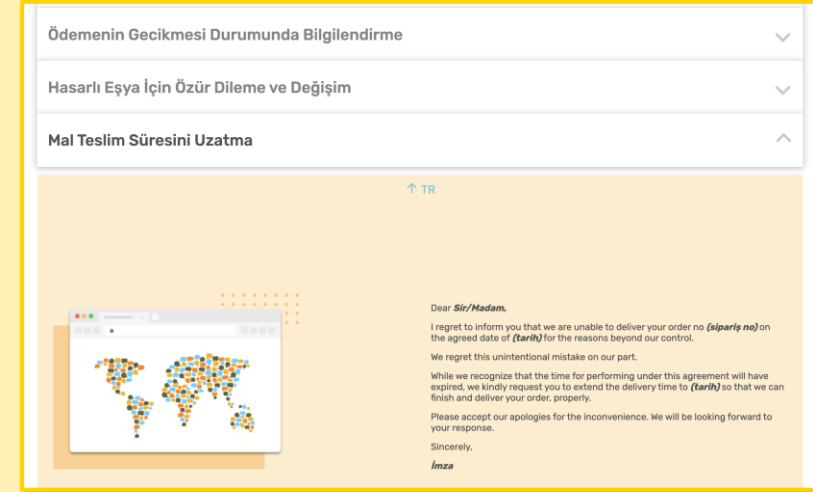 Ödemenin Gecikmesi Durumunda Bilgilendirme
Hasarlı Eşya İçin Özür Dileme ve Değişim
Mal Teslim Süresini Uzatma
↑ TR
Dear Sir/Madam,
I regret to inform you that we are unable to deliver your order no (sipariş no) on
the agreed date of (tarih) for the reasons beyond our control.
We regret this unintentional mistake on our part.
While we recognize that the time for performing under this agreement will have
expired, we kindly request you to extend the delivery time to (tarih) so that we can
finish and deliver your order, properly.
Please accept our apologies for the inconvenience. We will be looking forward to
your response.
Sincerely,
İmza